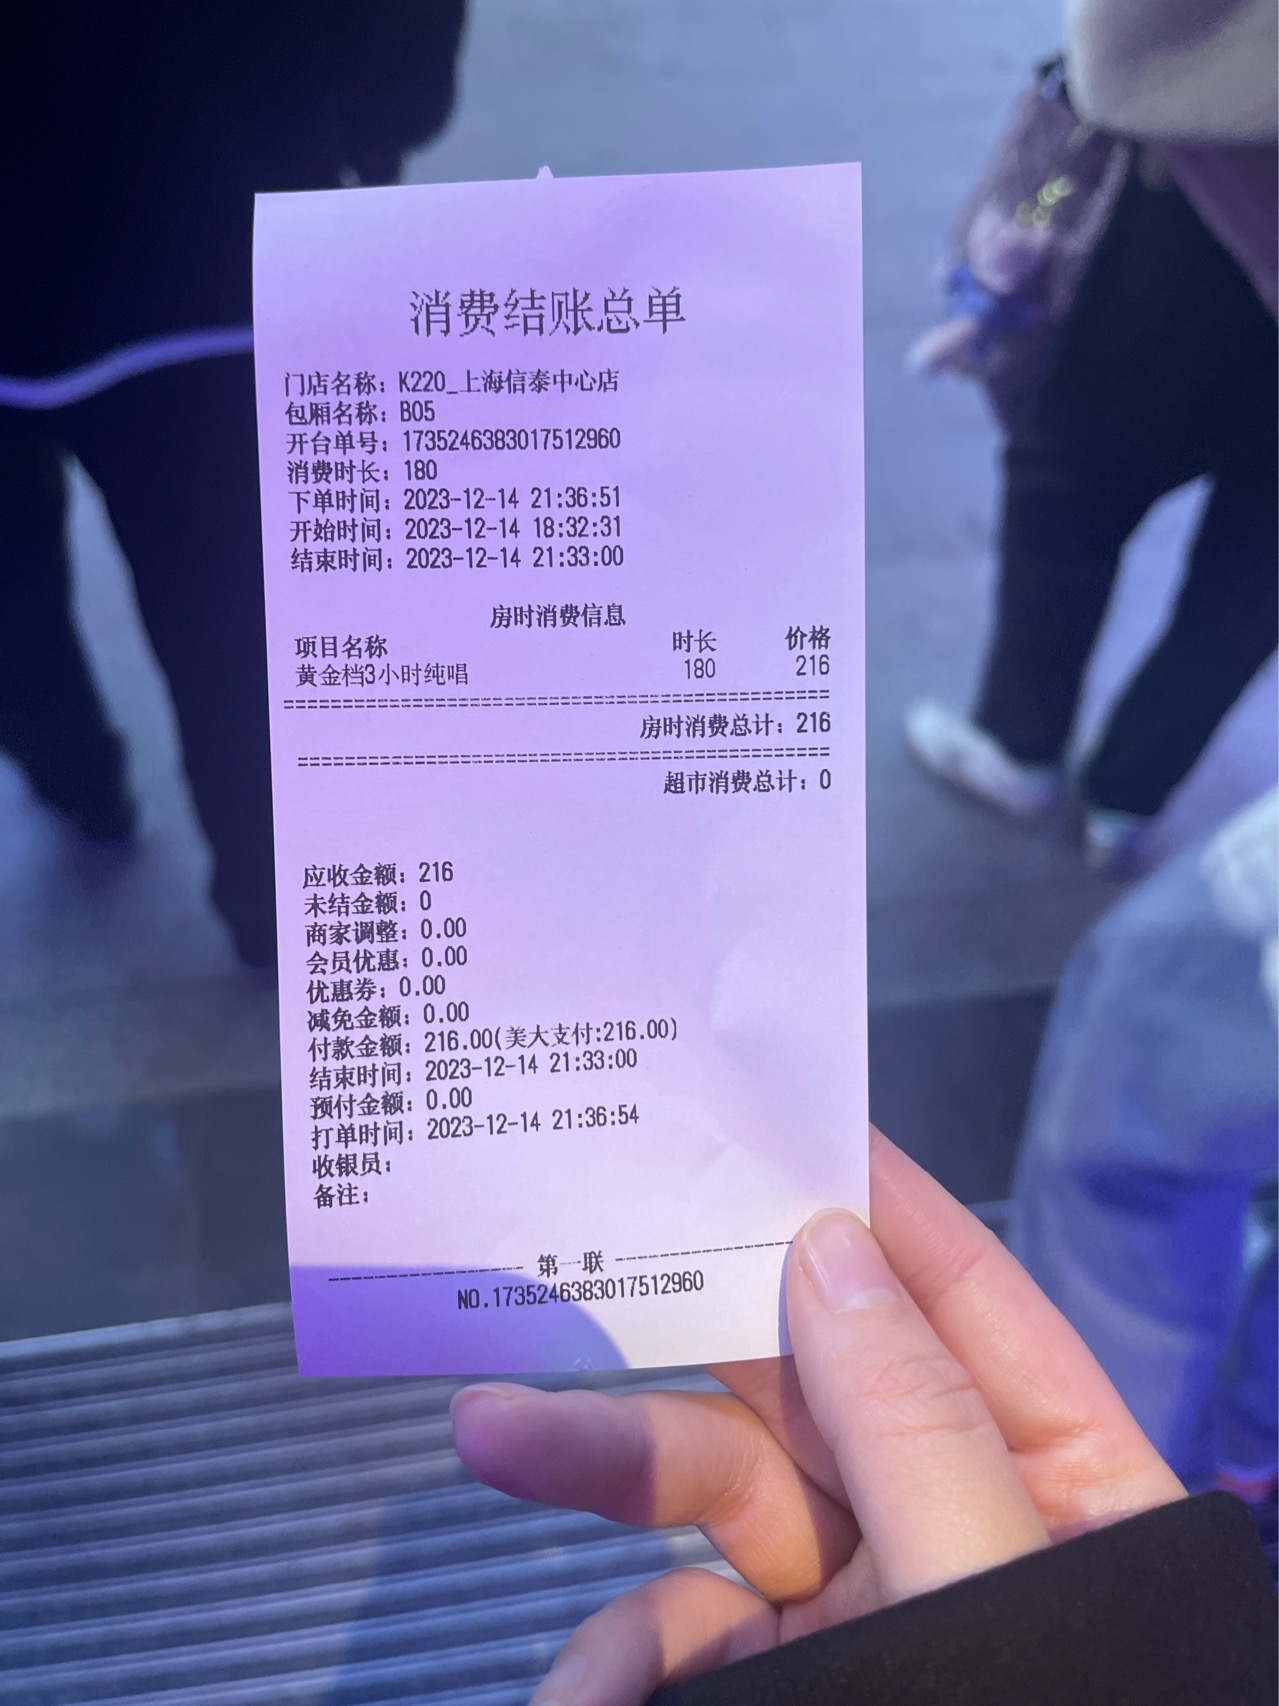 消费结账总单
门店名称：K220_上海信泰中心店
包厢名称：B05
开台单号：1735246383017512960
消费时长：180
下单时间：2023-12-14 21:36:51
开始时间：2023-12-14 18:32:31
结束时间：2023-12-14 21:33:00
房时消费信息
项目名称 时长 价格
黄金档3小时纯唱 180 216
==============================================
房时消费总计：216
==============================================
超市消费总计：0
应收金额：216
未结金额：0
商家调整：0.00
会员优惠：0.00
优惠券：0.00
减免金额：0.00
付款金额：216.00(美大支付:216.00)
结束时间：2023-12-14 21:33:00
预付金额：0.00
打单时间：2023-12-14 21:36:54
收银员：
备注：
---------------- 第一联 ----------------
NO.1735246383017512960